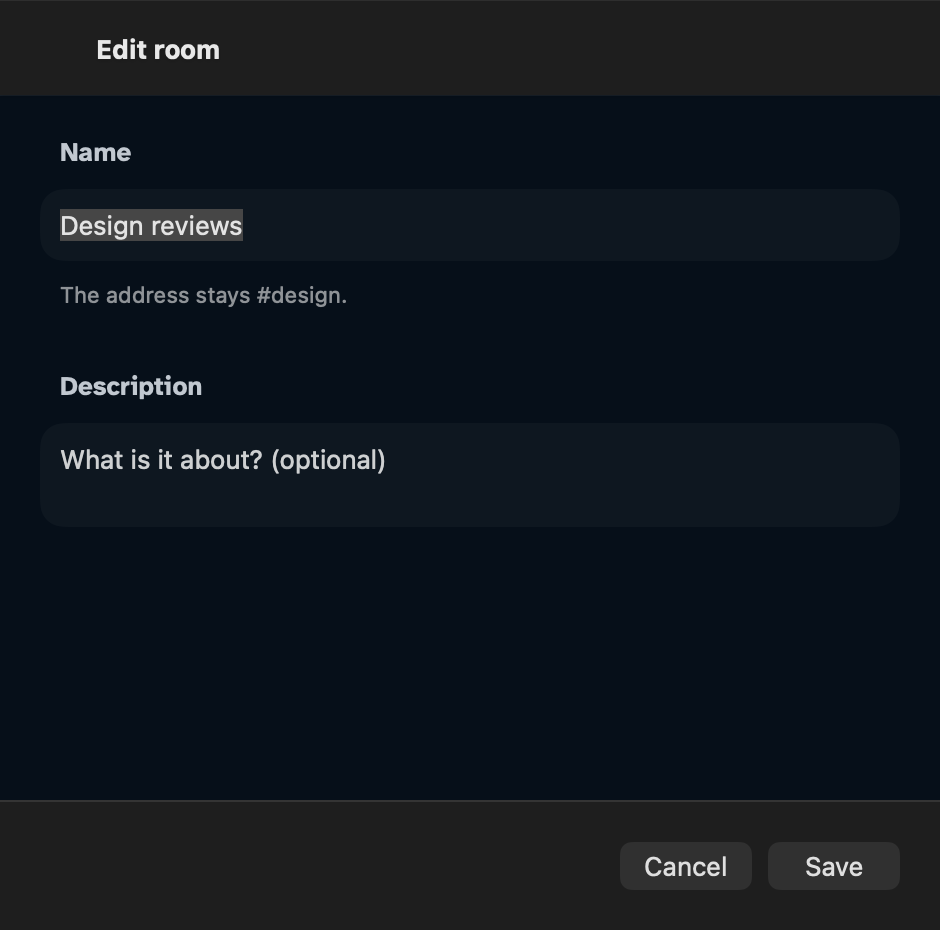 Edit room
Name
Design reviews
The address stays #design.
Description
What is it about? (optional)
Cancel
Save